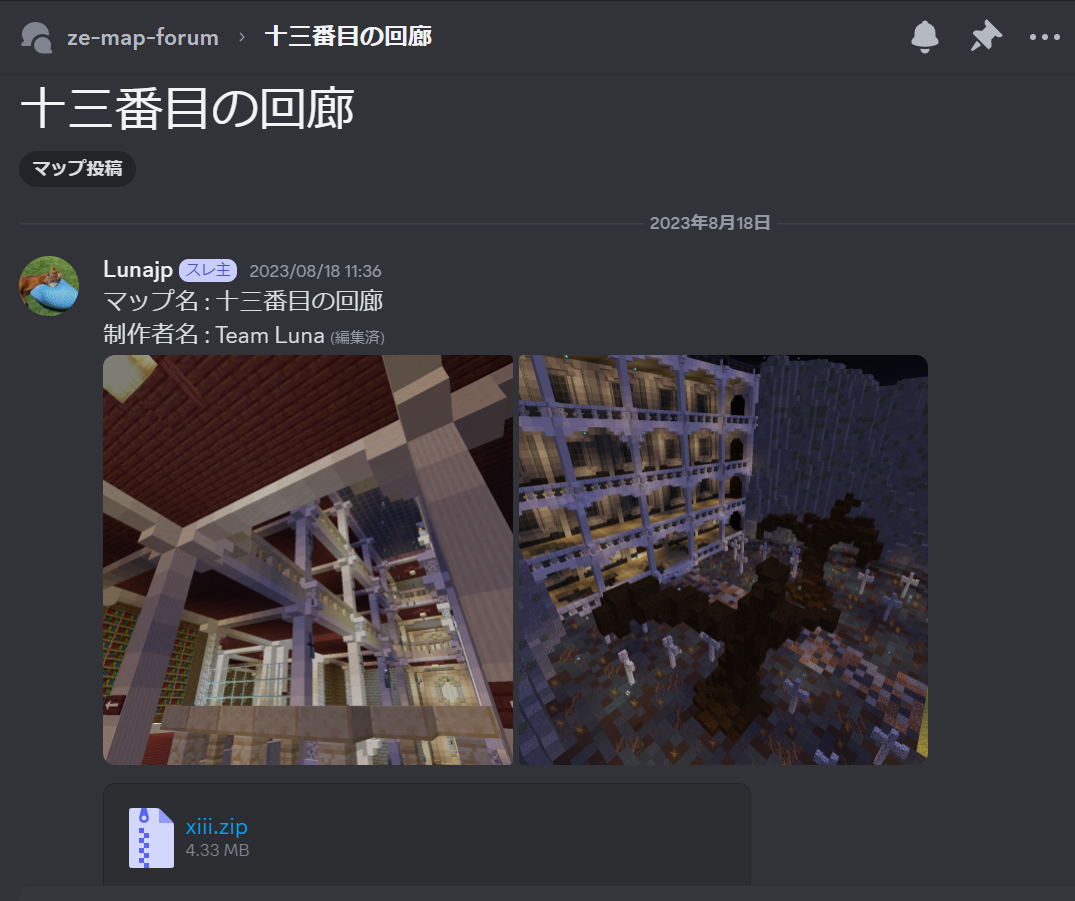 ze-map-forum › 十三番目の回廊
十三番目の回廊
マップ投稿
2023年8月18日
Lunajp スレ主 2023/08/18 11:36
マップ名 : 十三番目の回廊
制作者名 : Team Luna (編集済)
xiii.zip
4.33 MB